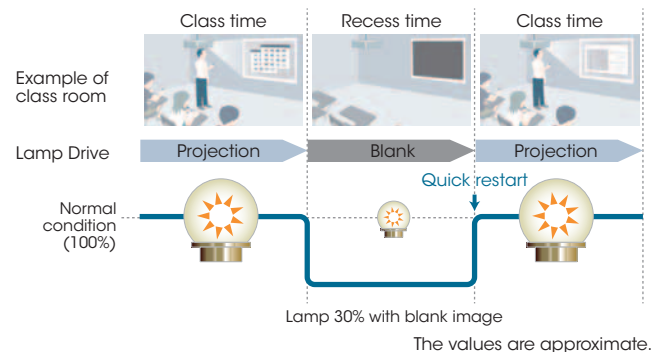 Class time
Recess time
Class time
Example of
class room
Lamp Drive
Projection
Blank
Projection
Quick restart
Normal
condition
(100%)
Lamp 30% with blank image
The values are approximate.